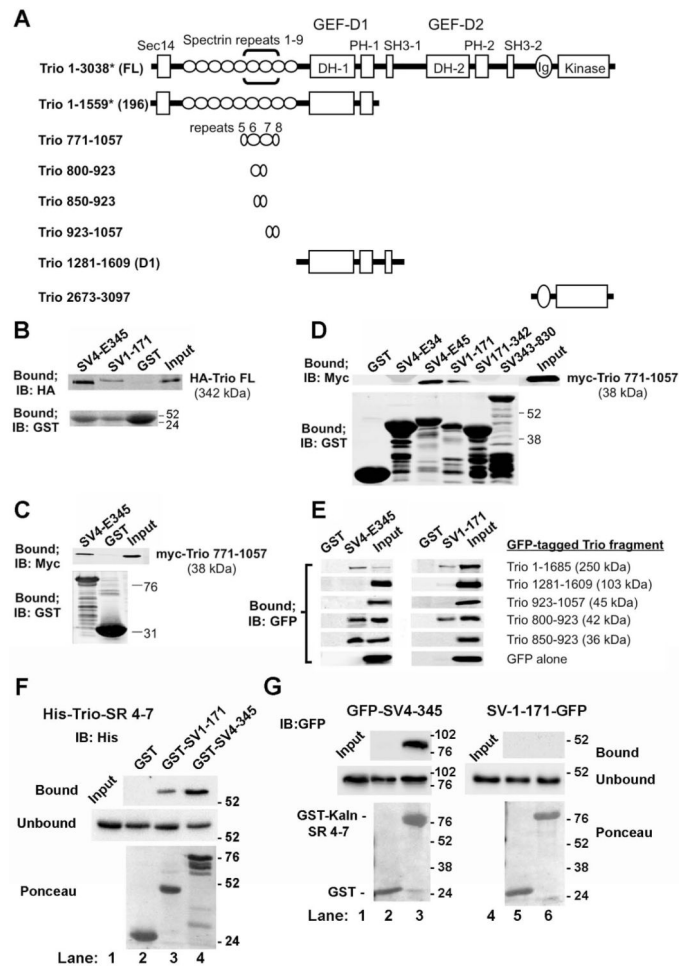 A
GEF-D1 GEF-D2
Sec14 Spectrin repeats 1-9 PH-1 SH3-1 PH-2 SH3-2
Trio 1-3038* (FL) DH-1 DH-2 Ig Kinase
Trio 1-1559* (196)
repeats 5 6 7 8
Trio 771-1057
Trio 800-923
Trio 850-923
Trio 923-1057
Trio 1281-1609 (D1)
Trio 2673-3097
B
SV4-E345 SV1-171 GST Input
Bound; IB: HA
HA-Trio FL (342 kDa)
Bound; IB: GST
52
24
C
SV4-E345 GST Input
Bound; IB: Myc
myc-Trio 771-1057 (38 kDa)
Bound; IB: GST
76
31
D
GST SV4-E34 SV4-E45 SV1-171 SV171-342 SV343-830 Input
Bound; IB: Myc
myc-Trio 771-1057 (38 kDa)
Bound; IB: GST
52
38
E
GST SV4-E345 Input GST SV1-171 Input
GFP-tagged Trio fragment
Bound; IB: GFP
Trio 1-1685 (250 kDa)
Trio 1281-1609 (103 kDa)
Trio 923-1057 (45 kDa)
Trio 800-923 (42 kDa)
Trio 850-923 (36 kDa)
GFP alone
F
His-Trio-SR 4-7
IB: His
Input GST GST-SV1-171 GST-SV4-345
Bound
- 52
Unbound
- 52
Ponceau
- 76
- 52
- 24
Lane: 1 2 3 4
G
IB:GFP GFP-SV4-345 SV-1-171-GFP
Input Input
102
76
- 52
Bound
102
76
- 52
Unbound
GST-Kaln SR 4-7 -
- 76
- 52
- 38
- 24
GST -
- 76
- 52
- 38
- 24
Ponceau
Lane: 1 2 3 4 5 6